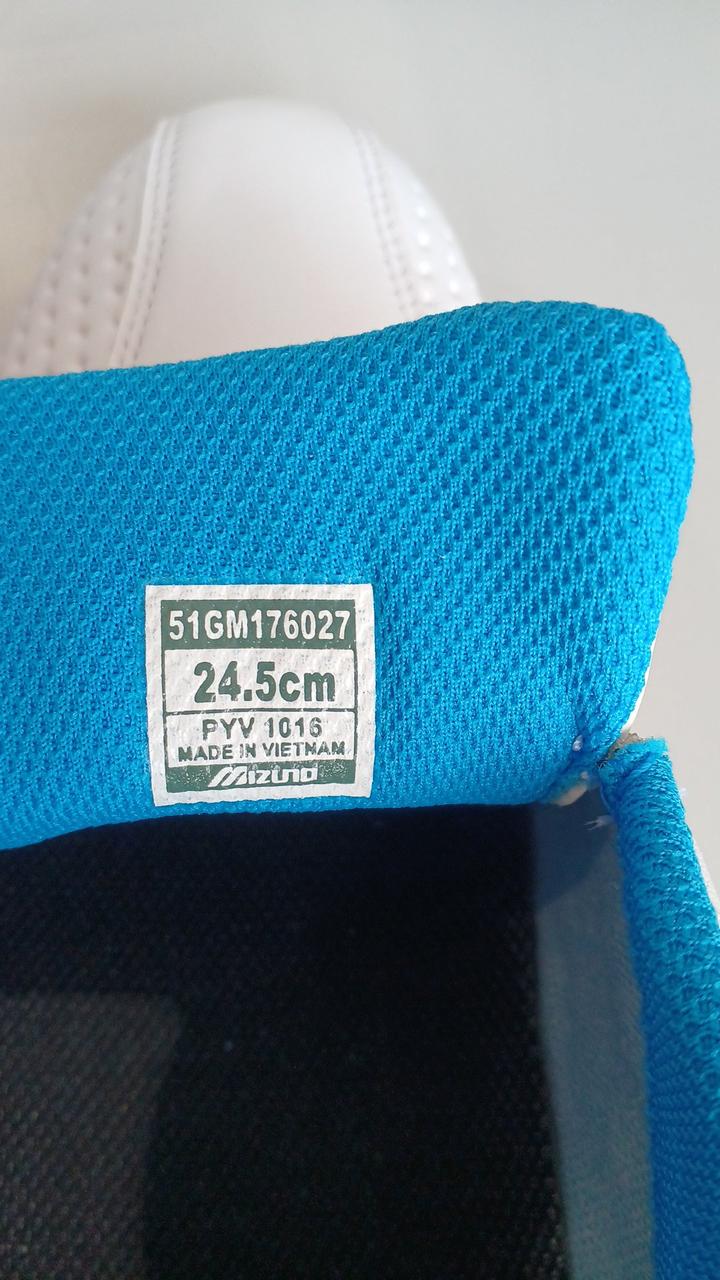 51GM176027
24.5cm
PYV 1016
MADE IN VIETNAM
Mizuno